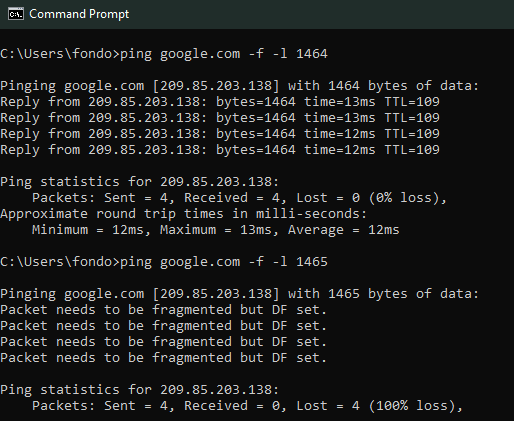 Command Prompt
C:\Users\fondo>ping google.com -f -l 1464
Pinging google.com [209.85.203.138] with 1464 bytes of data:
Reply from 209.85.203.138: bytes=1464 time=13ms TTL=109
Reply from 209.85.203.138: bytes=1464 time=13ms TTL=109
Reply from 209.85.203.138: bytes=1464 time=12ms TTL=109
Reply from 209.85.203.138: bytes=1464 time=12ms TTL=109
Ping statistics for 209.85.203.138:
Packets: Sent = 4, Received = 4, Lost = 0 (0% loss),
Approximate round trip times in milli-seconds:
Minimum = 12ms, Maximum = 13ms, Average = 12ms
C:\Users\fondo>ping google.com -f -l 1465
Pinging google.com [209.85.203.138] with 1465 bytes of data:
Packet needs to be fragmented but DF set.
Packet needs to be fragmented but DF set.
Packet needs to be fragmented but DF set.
Packet needs to be fragmented but DF set.
Ping statistics for 209.85.203.138:
Packets: Sent = 4, Received = 0, Lost = 4 (100% loss),